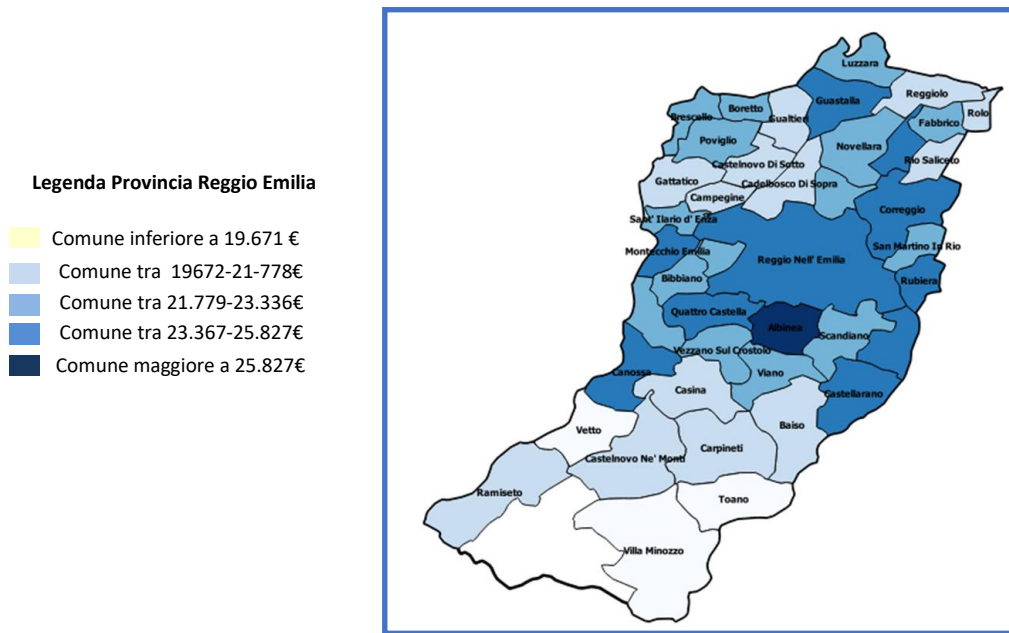 Legenda Provincia Reggio Emilia
Comune inferiore a 19.671 €
Comune tra 19672-21-778€
Comune tra 21.779-23.336€
Comune tra 23.367-25.827€
Comune maggiore a 25.827€
Luzzara
Reggiolo
Guastalla
Rolo
Boretto
Gualtieri
Brescello
Fabbrico
Poviglio
Novellara
Castelnovo Di Sotto
Rio Saliceto
Gattatico
Cadelbosco Di Sopra
Campegine
Correggio
Sant' Ilario d' Enza
Montecchio Emilia
San Martino In Rio
Reggio Nell' Emilia
Bibbiano
Rubiera
Quattro Castella
Albinea
Scandiano
Vezzano Sul Crostolo
Canossa
Viano
Casina
Castellarano
Baiso
Vetto
Carpineti
Castelnovo Ne' Monti
Ramiseto
Toano
Villa Minozzo